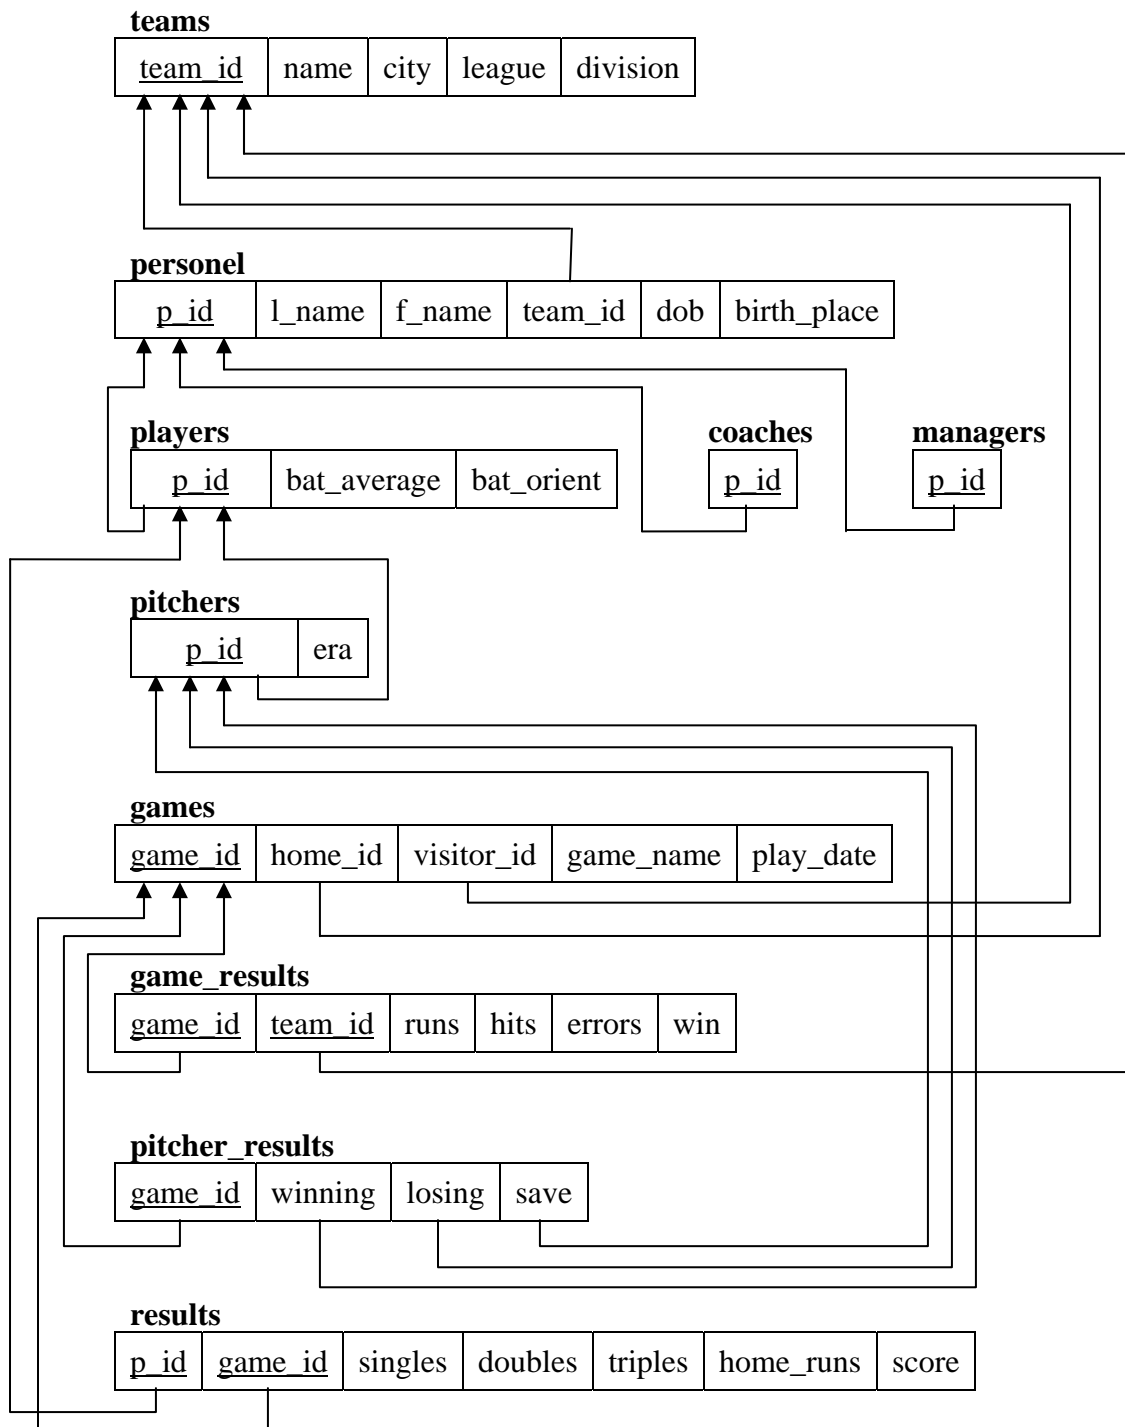 teams
team_id name city league division
personel
p_id l_name f_name team_id dob birth_place
players coaches managers
p_id bat_average bat_orient p_id p_id
pitchers
p_id era
games
game_id home_id visitor_id game_name play_date
game_results
game_id team_id runs hits errors win
pitcher_results
game_id winning losing save
results
p_id game_id singles doubles triples home_runs score